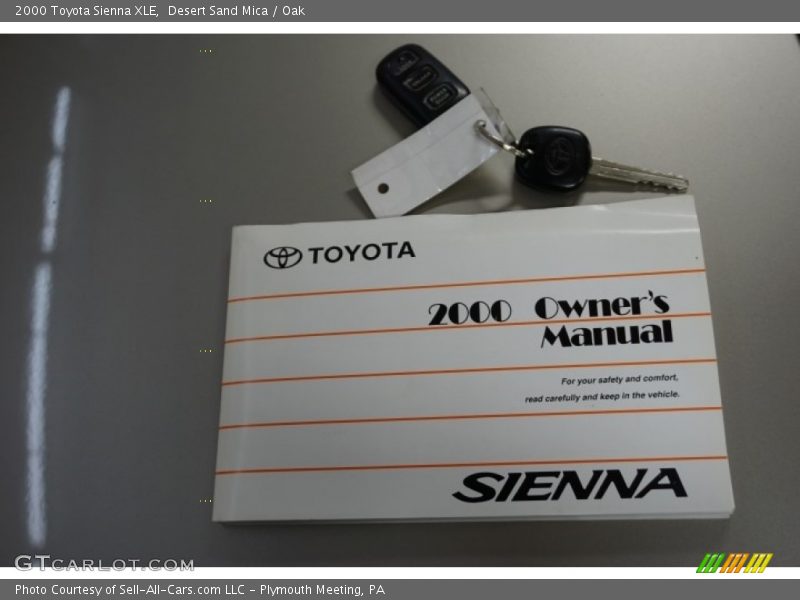 2000 Toyota Sienna XLE,  Desert Sand Mica / Oak
TOYOTA
2000 Owner's
Manual
For your safety and comfort,
read carefully and keep in the vehicle.
SIENNA
GTCARLOT.COM
Photo Courtesy of Sell-All-Cars.com LLC - Plymouth Meeting, PA